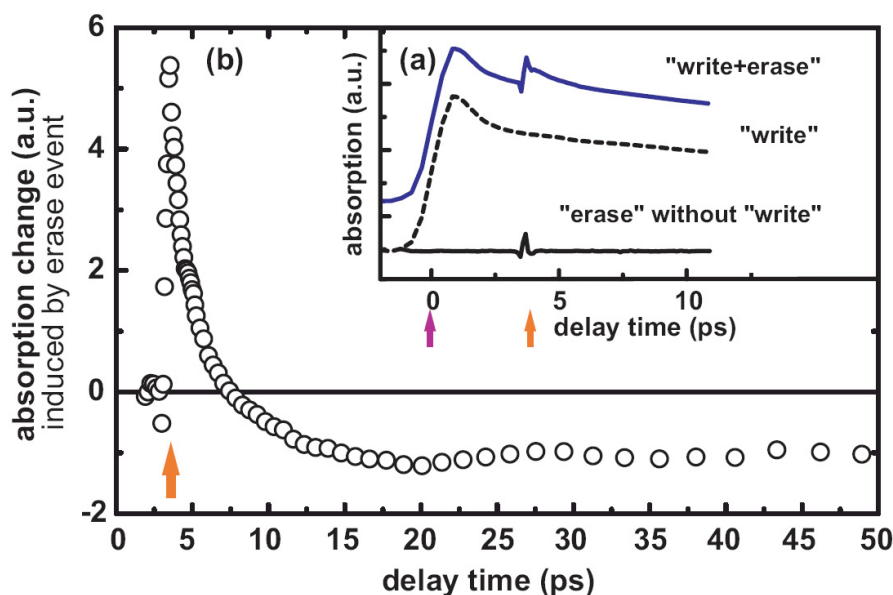 6
4
2
0
-2
absorption change (a.u.)
induced by erase event
(b)
(a)
absorption (a.u.)
"write+erase"
"write"
"erase" without "write"
0
5
10
delay time (ps)
0
5
10
15
20
25
30
35
40
45
50
delay time (ps)